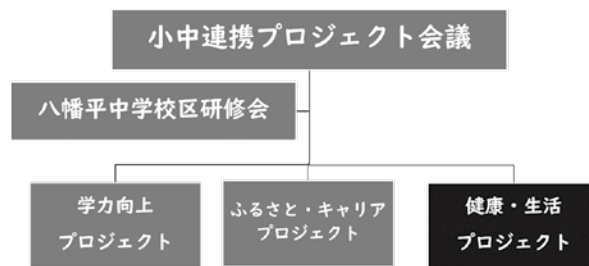 小中連携プロジェクト会議
八幡平中学校区研修会
学力向上
プロジェクト
ふるさと・キャリア
プロジェクト
健康・生活
プロジェクト